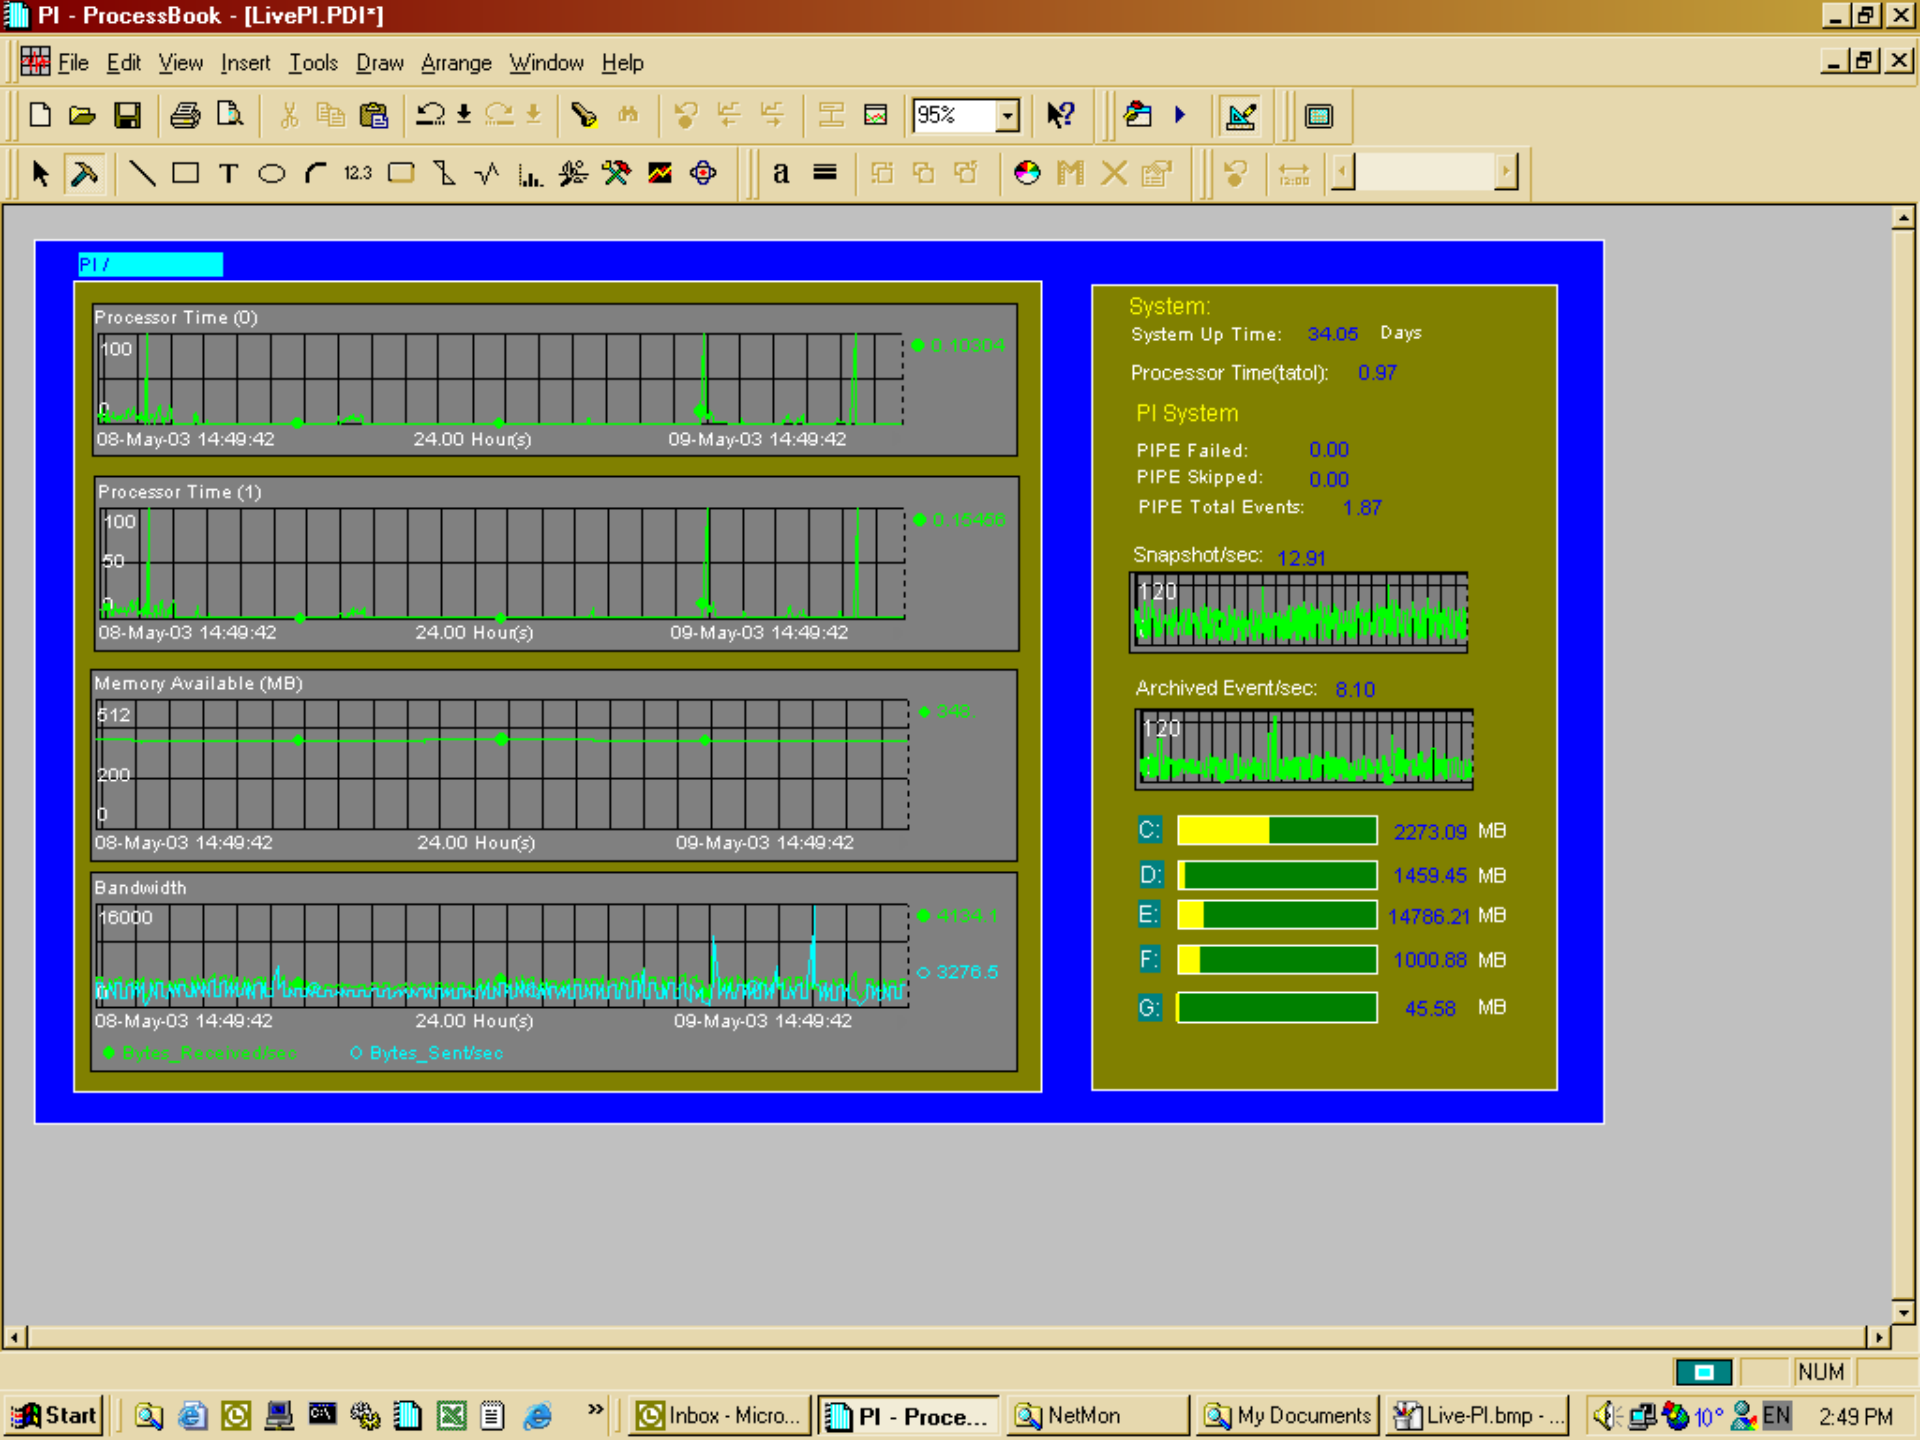 PI - ProcessBook - [LivePI.PDI*]
File Edit View Insert Tools Draw Arrange Window Help
95%
T 12.3 a 12:00
PI /
Processor Time (0)
100
0
0.10304
08-May-03 14:49:42 24.00 Hour(s) 09-May-03 14:49:42
Processor Time (1)
100
50
0
0.15456
08-May-03 14:49:42 24.00 Hour(s) 09-May-03 14:49:42
Memory Available (MB)
512
200
0
348.
08-May-03 14:49:42 24.00 Hour(s) 09-May-03 14:49:42
Bandwidth
16000
0
4134.1
3276.5
08-May-03 14:49:42 24.00 Hour(s) 09-May-03 14:49:42
Bytes_Received/sec Bytes_Sent/sec
System:
System Up Time: 34.05 Days
Processor Time(tatol): 0.97
PI System
PIPE Failed: 0.00
PIPE Skipped: 0.00
PIPE Total Events: 1.87
Snapshot/sec: 12.91
120
Archived Event/sec: 8.10
120
C: 2273.09 MB
D: 1459.45 MB
E: 14786.21 MB
F: 1000.88 MB
G: 45.58 MB
NUM
Start » Inbox - Micro... PI - Proce... NetMon My Documents Live-PI.bmp - ... 10° EN 2:49 PM